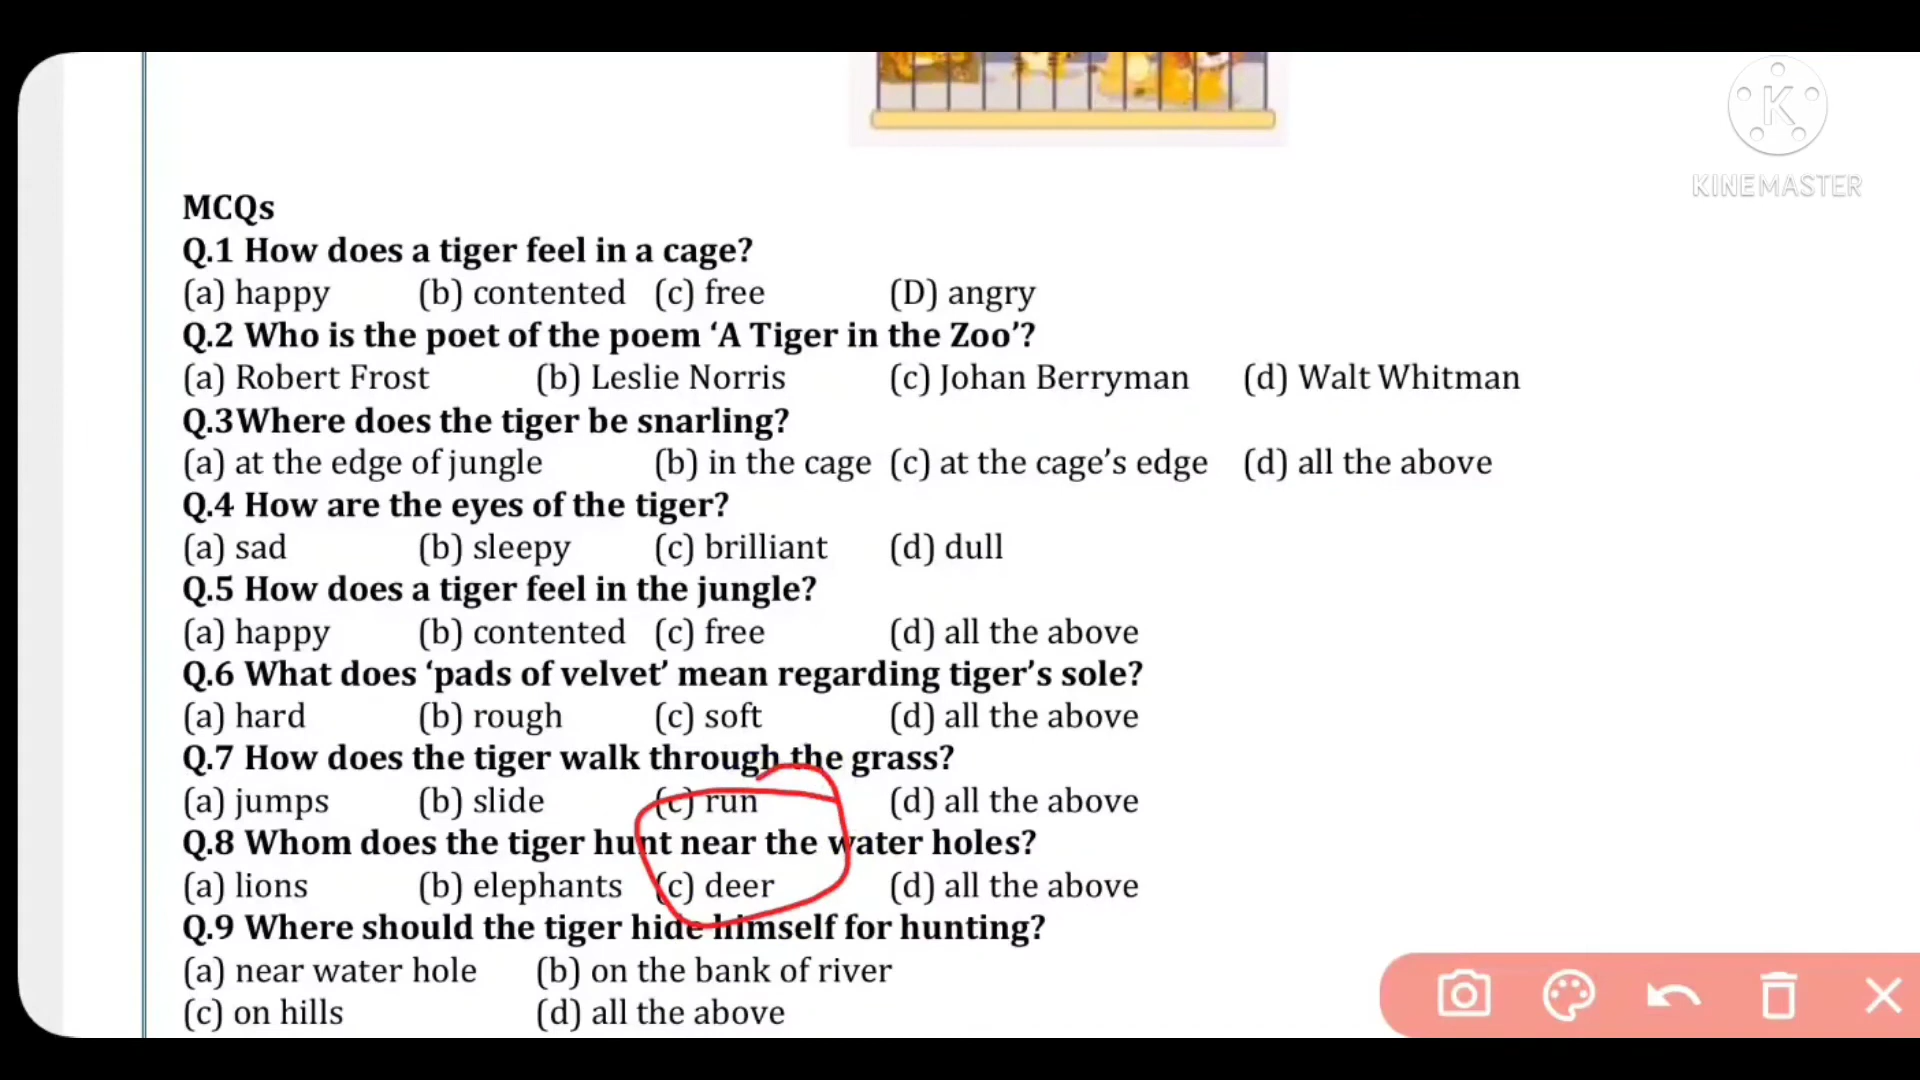 K
KINEMASTER
MCQs
Q.1 How does a tiger feel in a cage?
(a) happy (b) contented (c) free (D) angry
Q.2 Who is the poet of the poem ‘A Tiger in the Zoo’?
(a) Robert Frost (b) Leslie Norris (c) Johan Berryman (d) Walt Whitman
Q.3Where does the tiger be snarling?
(a) at the edge of jungle (b) in the cage (c) at the cage’s edge (d) all the above
Q.4 How are the eyes of the tiger?
(a) sad (b) sleepy (c) brilliant (d) dull
Q.5 How does a tiger feel in the jungle?
(a) happy (b) contented (c) free (d) all the above
Q.6 What does ‘pads of velvet’ mean regarding tiger’s sole?
(a) hard (b) rough (c) soft (d) all the above
Q.7 How does the tiger walk through the grass?
(a) jumps (b) slide (c) run (d) all the above
Q.8 Whom does the tiger hunt near the water holes?
(a) lions (b) elephants (c) deer (d) all the above
Q.9 Where should the tiger hide himself for hunting?
(a) near water hole (b) on the bank of river
(c) on hills (d) all the above